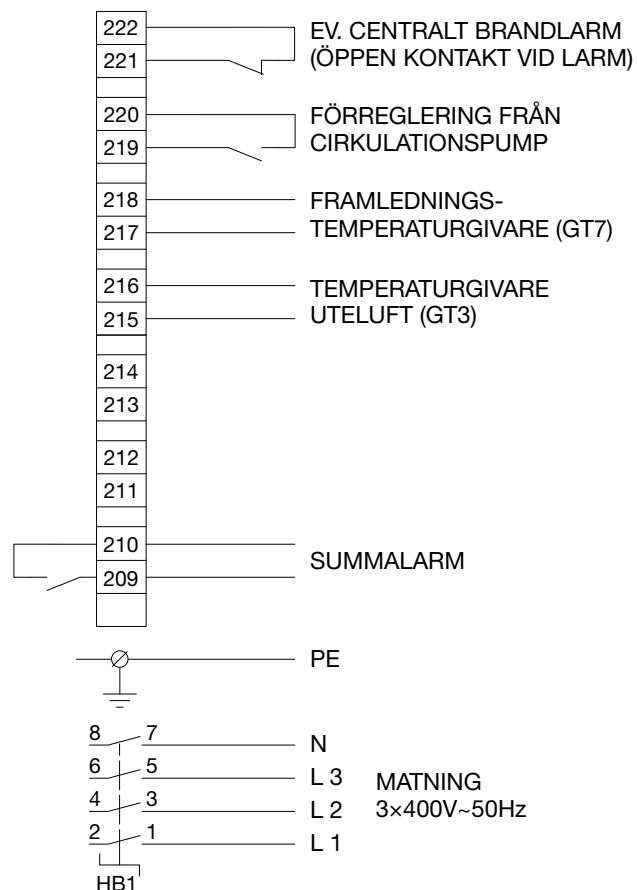 222
EV. CENTRALT BRANDLARM
221
(ÖPPEN KONTAKT VID LARM)
220
FÖRREGLERING FRÅN
219
CIRKULATIONSPUMP
218
FRAMLEDNINGS-
217
TEMPERATURGIVARE (GT7)
216
TEMPERATURGIVARE
215
UTELUFT (GT3)
214
213
212
211
210
SUMMALARM
209
PE
8 7 N
6 5 L 3 MATNING
4 3 L 2 3×400V~50Hz
2 1 L 1
HB1